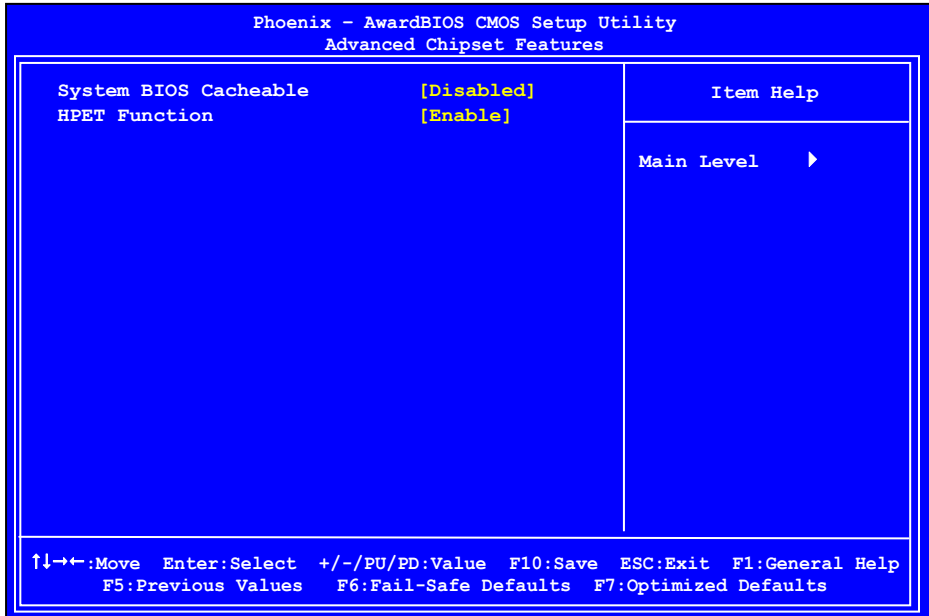 Phoenix – AwardBIOS CMOS Setup Utility
Advanced Chipset Features
System BIOS Cacheable [Disabled]
HPET Function [Enable]
Item Help
Main Level ▶
↑↓→←:Move Enter:Select +/-/PU/PD:Value F10:Save ESC:Exit F1:General Help
F5:Previous Values F6:Fail-Safe Defaults F7:Optimized Defaults